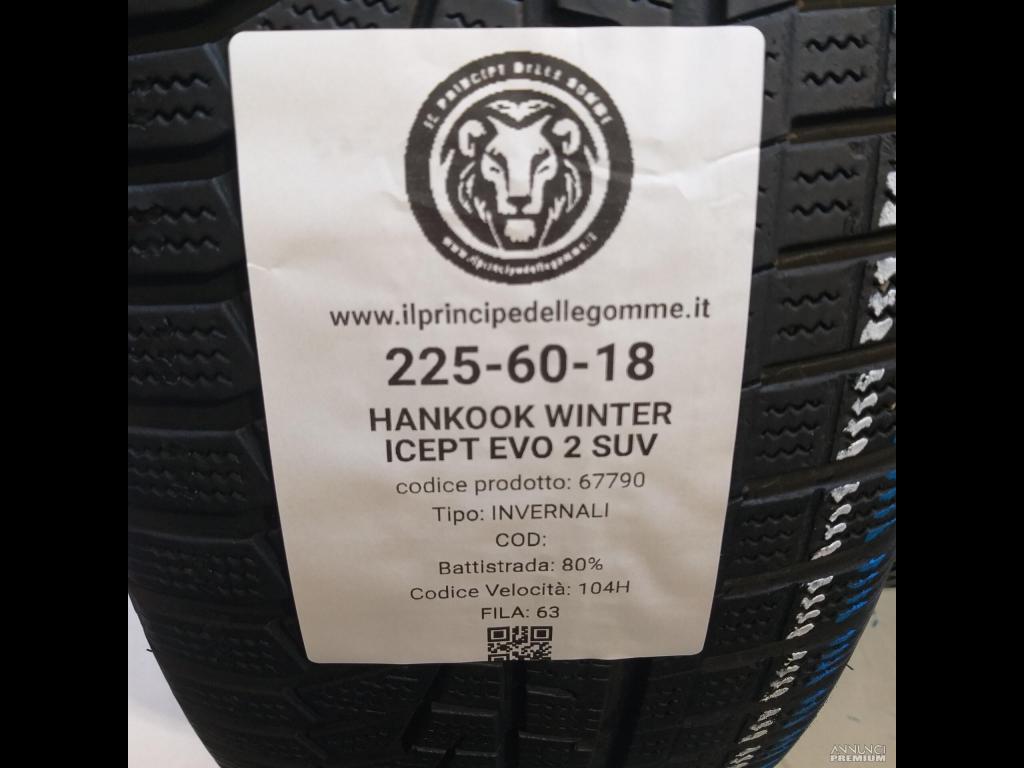 IL PRINCIPE DELLE GOMME
www.ilprincipedellegomme.it
www.ilprincipedellegomme.it
225-60-18
HANKOOK WINTER
ICEPT EVO 2 SUV
codice prodotto: 67790
Tipo: INVERNALI
COD:
Battistrada: 80%
Codice Velocità: 104H
FILA: 63
ANNUNCI
PREMIUM